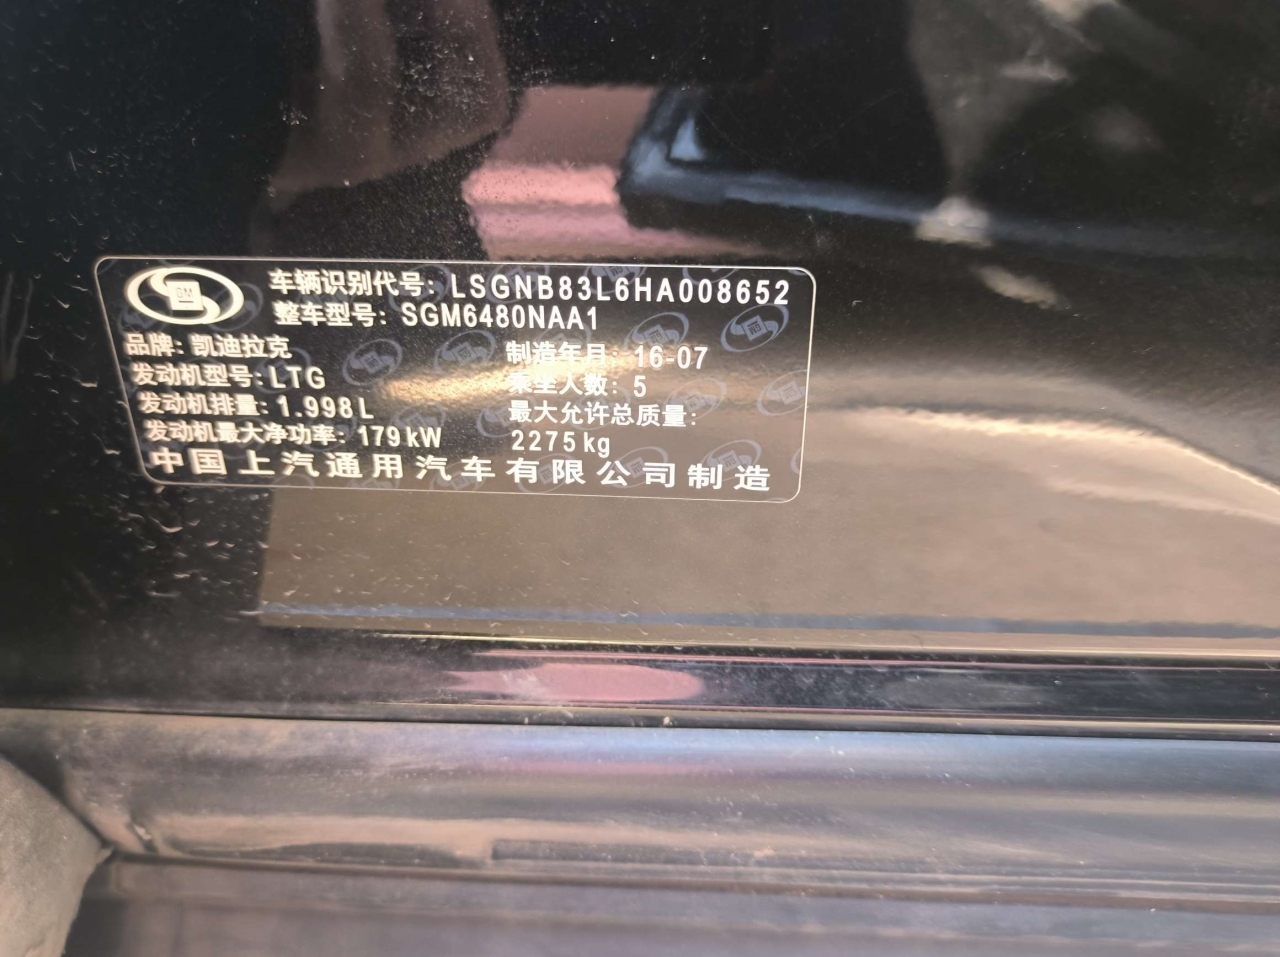 车辆识别代号: LSGNB83L6HA008652
整车型号: SGM6480NAA1
品牌: 凯迪拉克
制造年月: 16-07
发动机型号: LTG
乘坐人数: 5
发动机排量: 1.998L
最大允许总质量:
2275kg
发动机最大净功率: 179kW
中国上汽通用汽车有限公司制造
GM